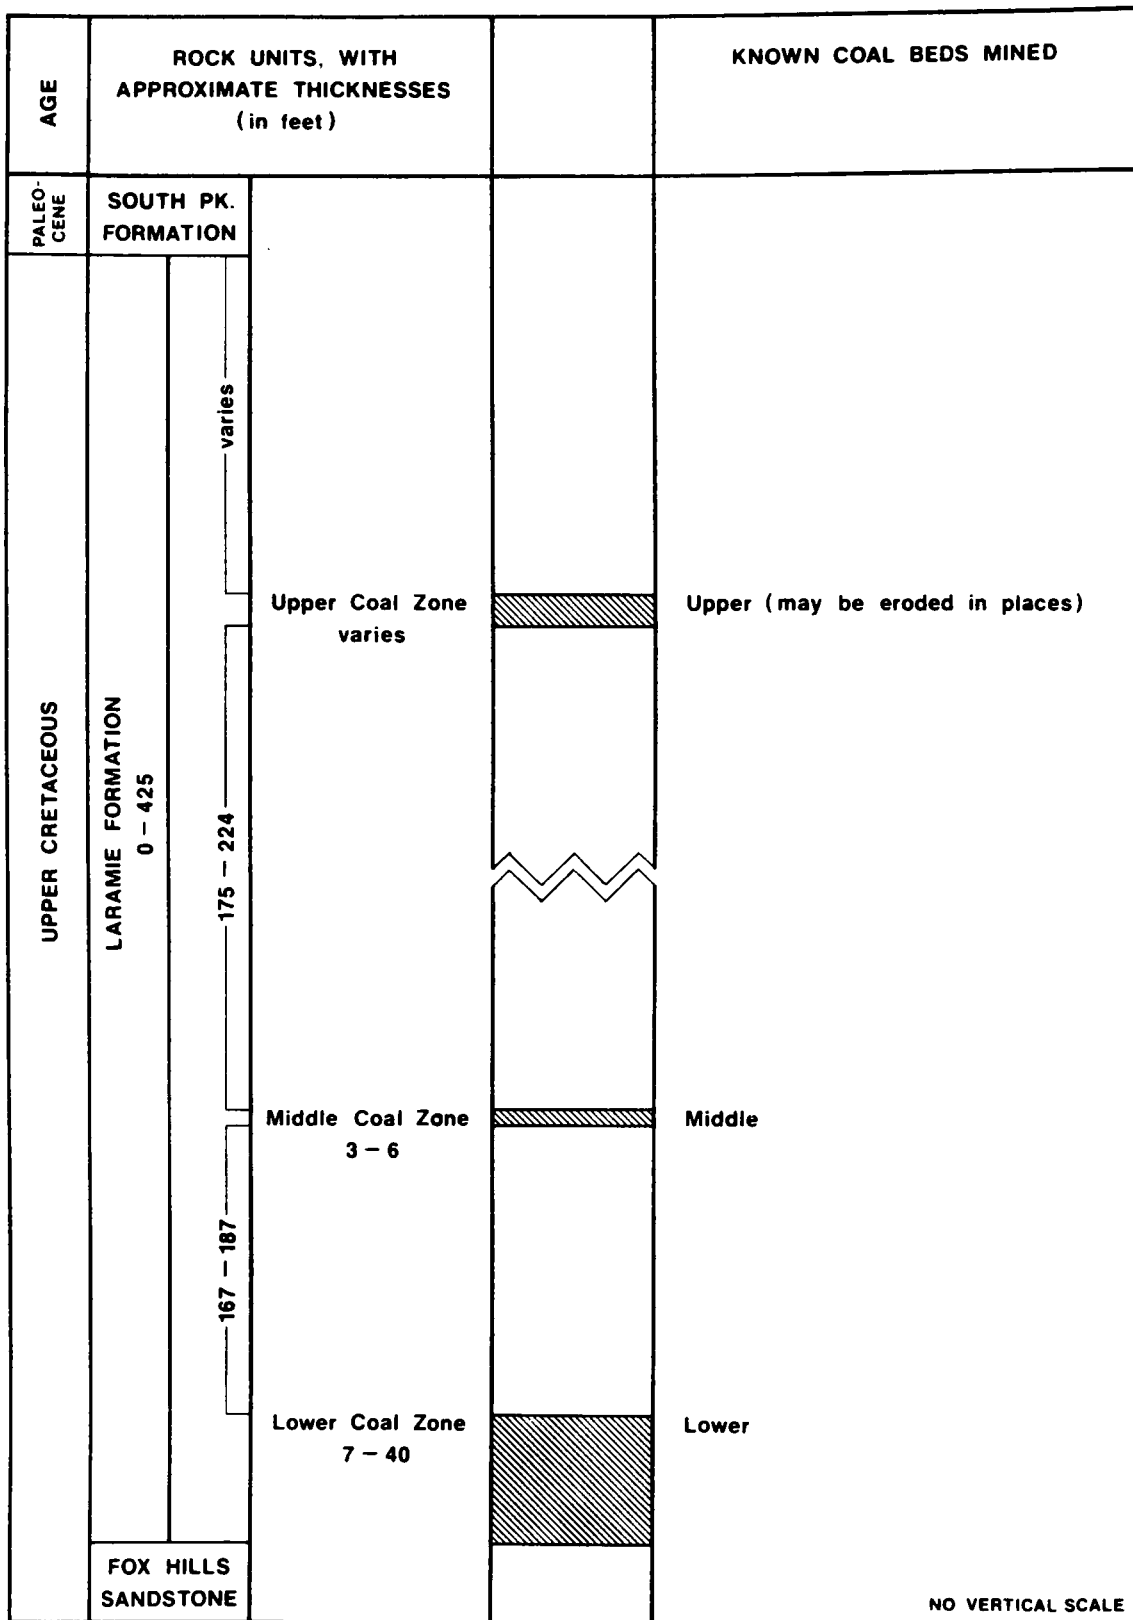 AGE
ROCK UNITS, WITH
APPROXIMATE THICKNESSES
(in feet)
KNOWN COAL BEDS MINED
PALEO-
CENE
SOUTH PK.
FORMATION
varies
Upper Coal Zone
varies
Upper (may be eroded in places)
UPPER CRETACEOUS
LARAMIE FORMATION
0 – 425
175 – 224
Middle Coal Zone
3 – 6
Middle
167 – 187
Lower Coal Zone
7 – 40
Lower
FOX HILLS
SANDSTONE
NO VERTICAL SCALE